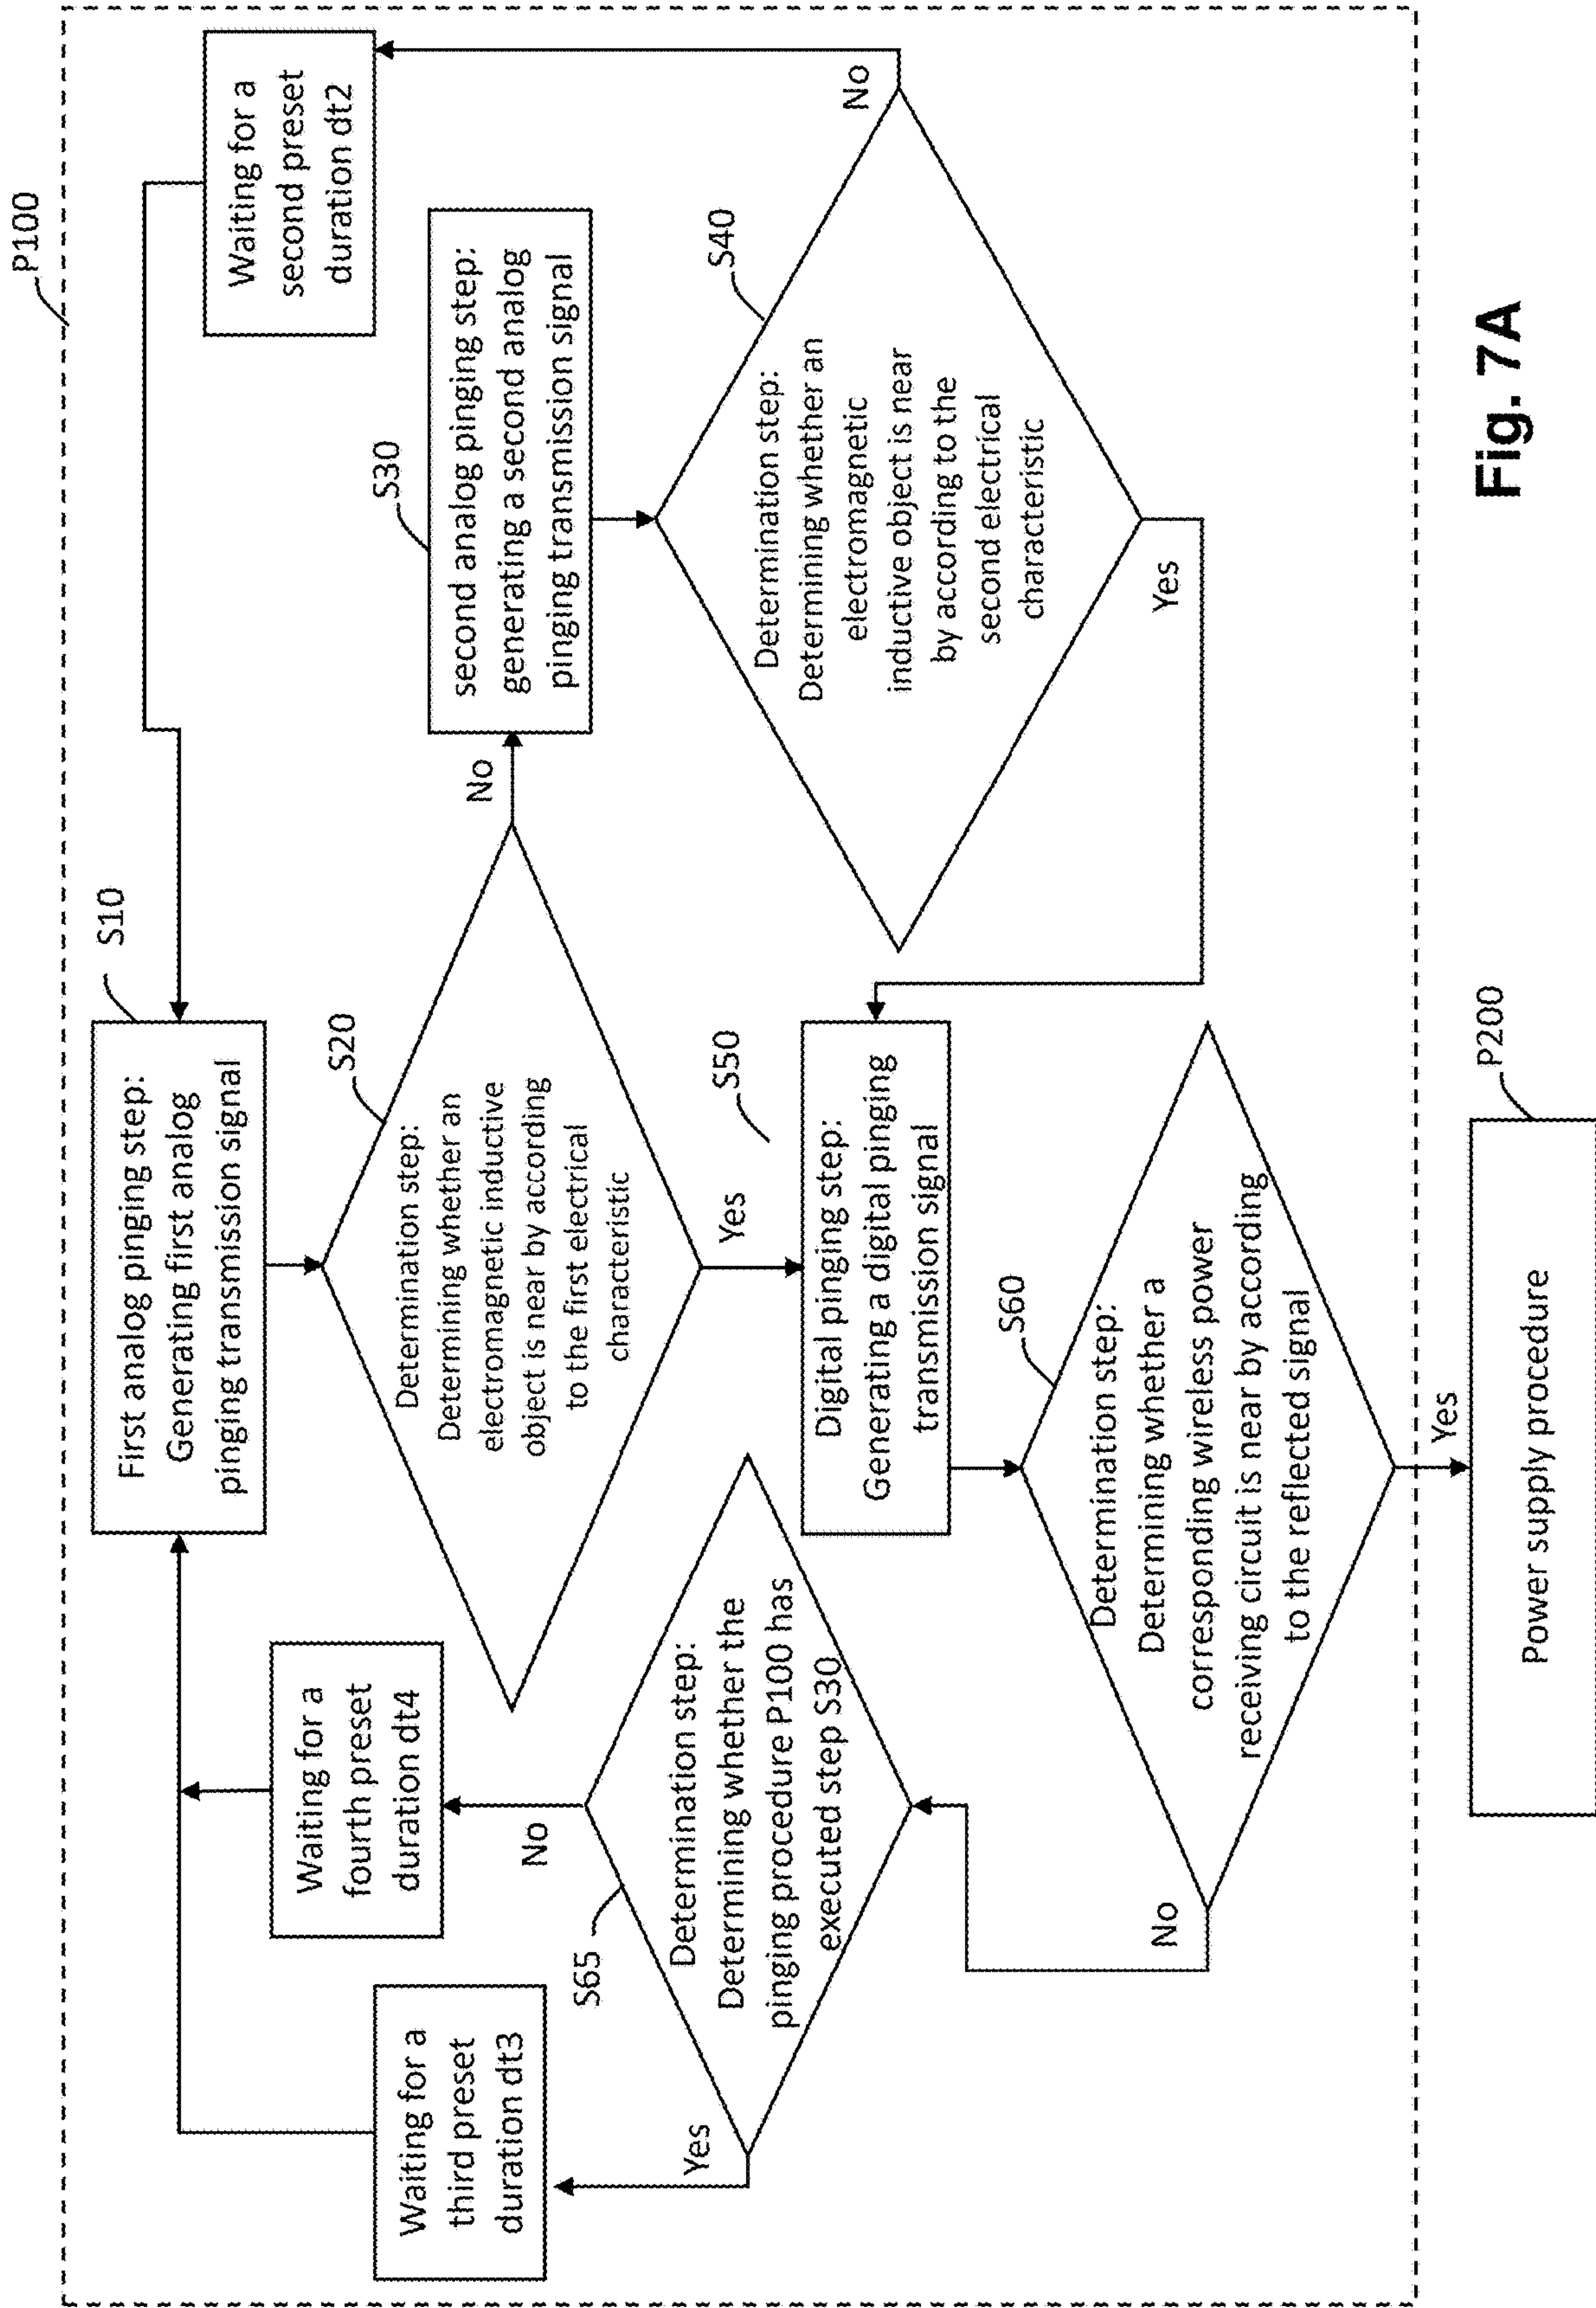 P100
First analog pinging step:
Generating first analog
pinging transmission signal
S10
Waiting for a
second preset
duration dt2
Waiting for a
fourth preset
duration dt4
Waiting for a
third preset
duration dt3
S20
Determination step:
Determining whether an
electromagnetic inductive
object is near by according
to the first electrical
characteristic
No
Yes
S30
second analog pinging step:
generating a second analog
pinging transmission signal
S40
Determination step:
Determining whether an
electromagnetic
inductive object is near
by according to the
second electrical
characteristic
No
Yes
S65
Determination step:
Determining whether the
pinging procedure P100 has
executed step S30
No
Yes
S50
Digital pinging step:
Generating a digital pinging
transmission signal
S60
Determination step:
Determining whether a
corresponding wireless power
receiving circuit is near by according
to the reflected signal
No
Yes
P200
Power supply procedure
Fig. 7A